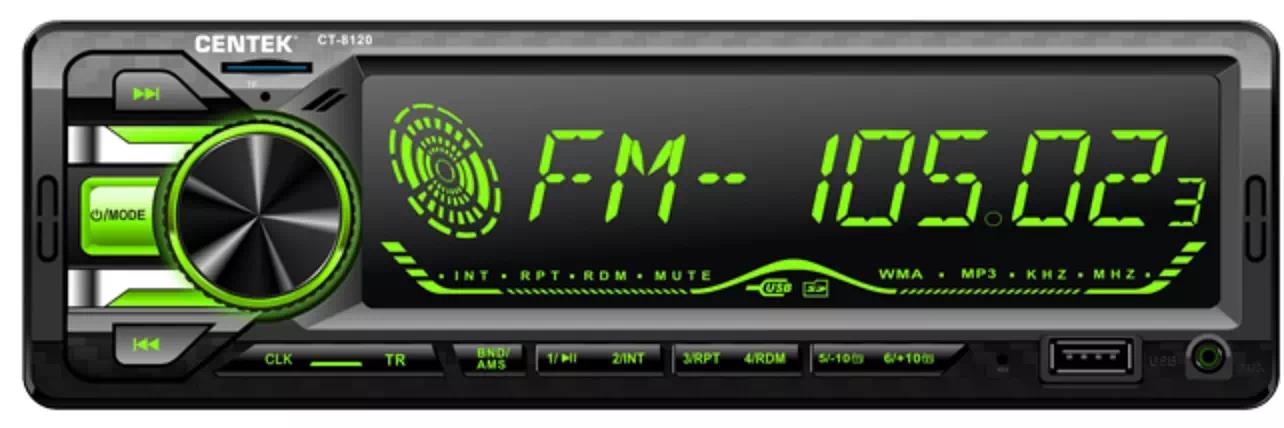 CENTEK CT-8120
TF
⏻/MODE
FM-- 105.02 3
INT • RPT • RDM • MUTE
WMA • MP3 • KHZ • MHZ
USB
CLK TR
BND/
AMS
1/⏯ 2/INT
3/RPT 4/RDM
5/-10 6/+10
USB